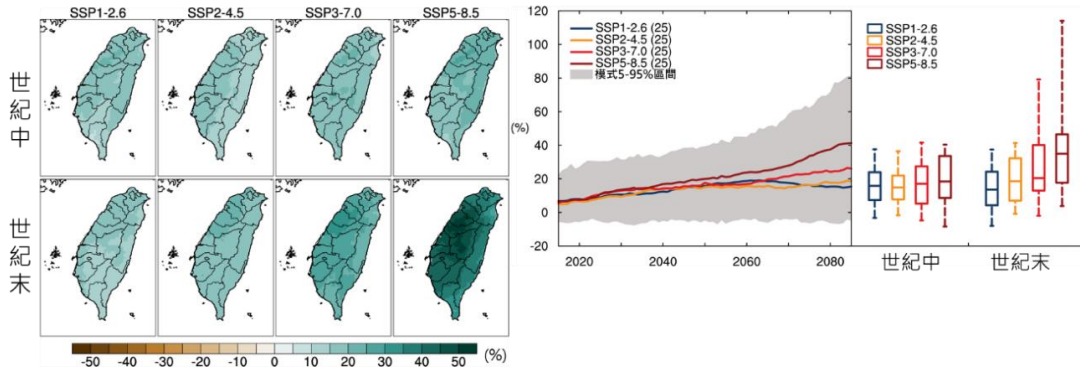 SSP1-2.6 SSP2-4.5 SSP3-7.0 SSP5-8.5
世紀中
世紀末
-50 -40 -30 -20 -10 0 10 20 30 40 50 (%)
(%)
120
100
80
60
40
20
0
-20
SSP1-2.6 (25)
SSP2-4.5 (25)
SSP3-7.0 (25)
SSP5-8.5 (25)
模式5-95%區間
2020 2040 2060 2080
SSP1-2.6
SSP2-4.5
SSP3-7.0
SSP5-8.5
世紀中 世紀末